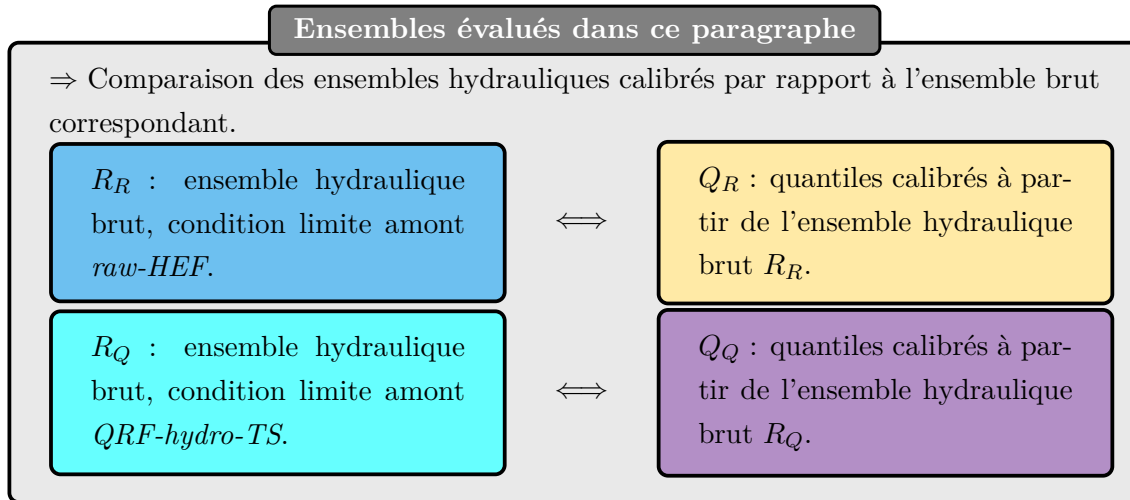 Ensembles évalués dans ce paragraphe
⇒ Comparaison des ensembles hydrauliques calibrés par rapport à l'ensemble brut
correspondant.
R_R : ensemble hydraulique
brut, condition limite amont
raw-HEF.
⟺
Q_R : quantiles calibrés à par-
tir de l'ensemble hydraulique
brut R_R.
R_Q : ensemble hydraulique
brut, condition limite amont
QRF-hydro-TS.
⟺
Q_Q : quantiles calibrés à par-
tir de l'ensemble hydraulique
brut R_Q.